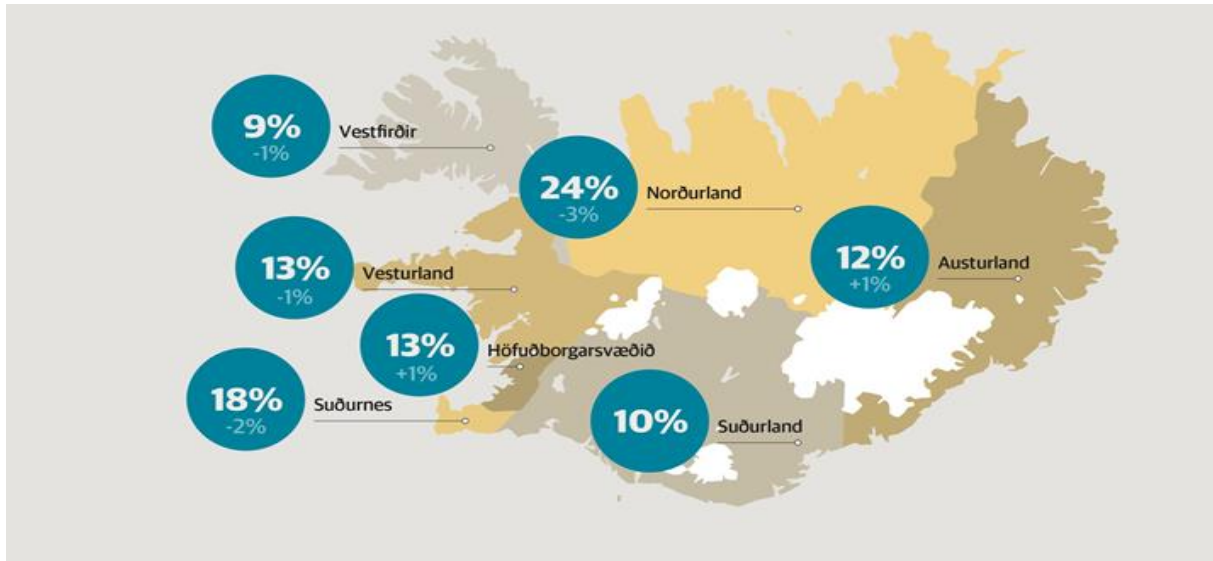 9%
-1%
Vestfirðir
24%
-3%
Norðurland
13%
-1%
Vesturland
12%
+1%
Austurland
13%
+1%
Höfuðborgarsvæðið
18%
-2%
Suðurnes
10%
Suðurland